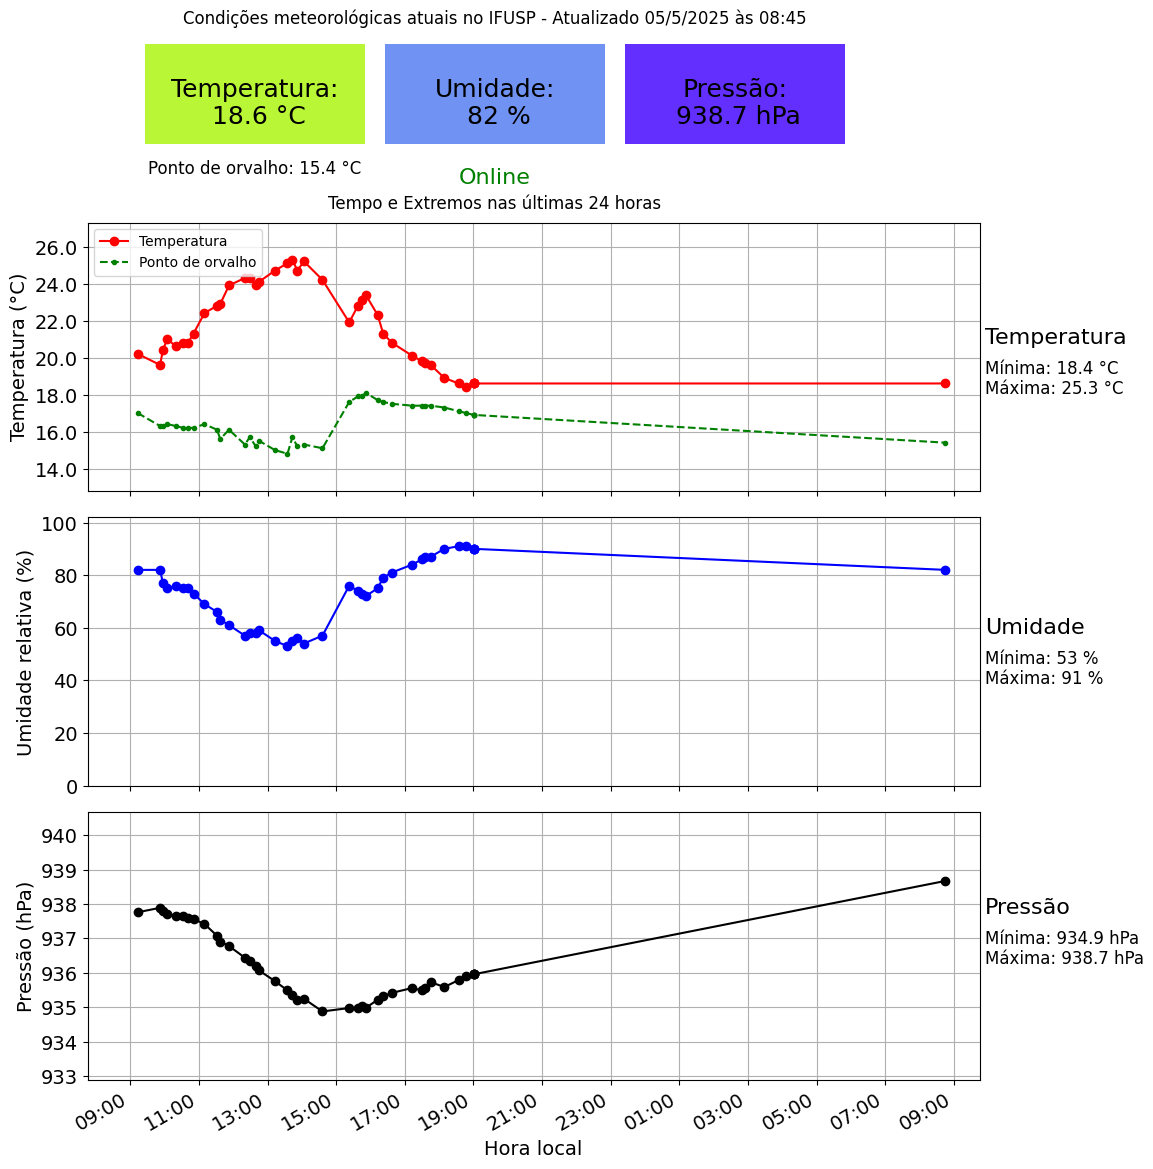 Condições meteorológicas atuais no IFUSP - Atualizado 05/5/2025 às 08:45
Temperatura:
18.6 °C
Umidade:
82 %
Pressão:
938.7 hPa
Ponto de orvalho: 15.4 °C
Online
Tempo e Extremos nas últimas 24 horas
Temperatura
Ponto de orvalho
Temperatura (°C)
26.0
24.0
22.0
20.0
18.0
16.0
14.0
Temperatura
Mínima: 18.4 °C
Máxima: 25.3 °C
Umidade relativa (%)
100
80
60
40
20
0
Umidade
Mínima: 53 %
Máxima: 91 %
Pressão (hPa)
940
939
938
937
936
935
934
933
Pressão
Mínima: 934.9 hPa
Máxima: 938.7 hPa
09:00
11:00
13:00
15:00
17:00
19:00
21:00
23:00
01:00
03:00
05:00
07:00
09:00
Hora local